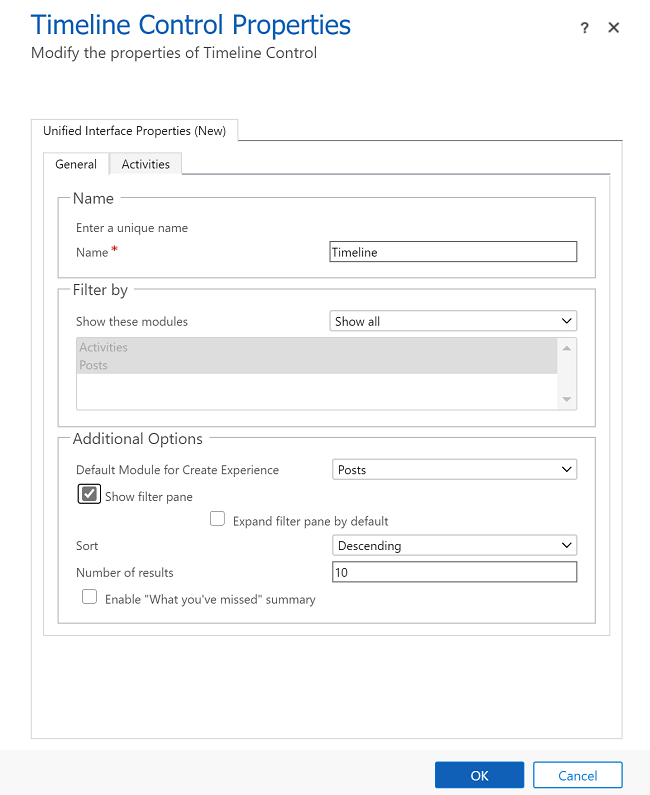 Timeline Control Properties
? ✕
Modify the properties of Timeline Control
Unified Interface Properties (New)
General Activities
Name
Enter a unique name
Name * Timeline
Filter by
Show these modules Show all
Activities
Posts
Additional Options
Default Module for Create Experience Posts
Show filter pane
Expand filter pane by default
Sort Descending
Number of results 10
Enable "What you've missed" summary
OK Cancel